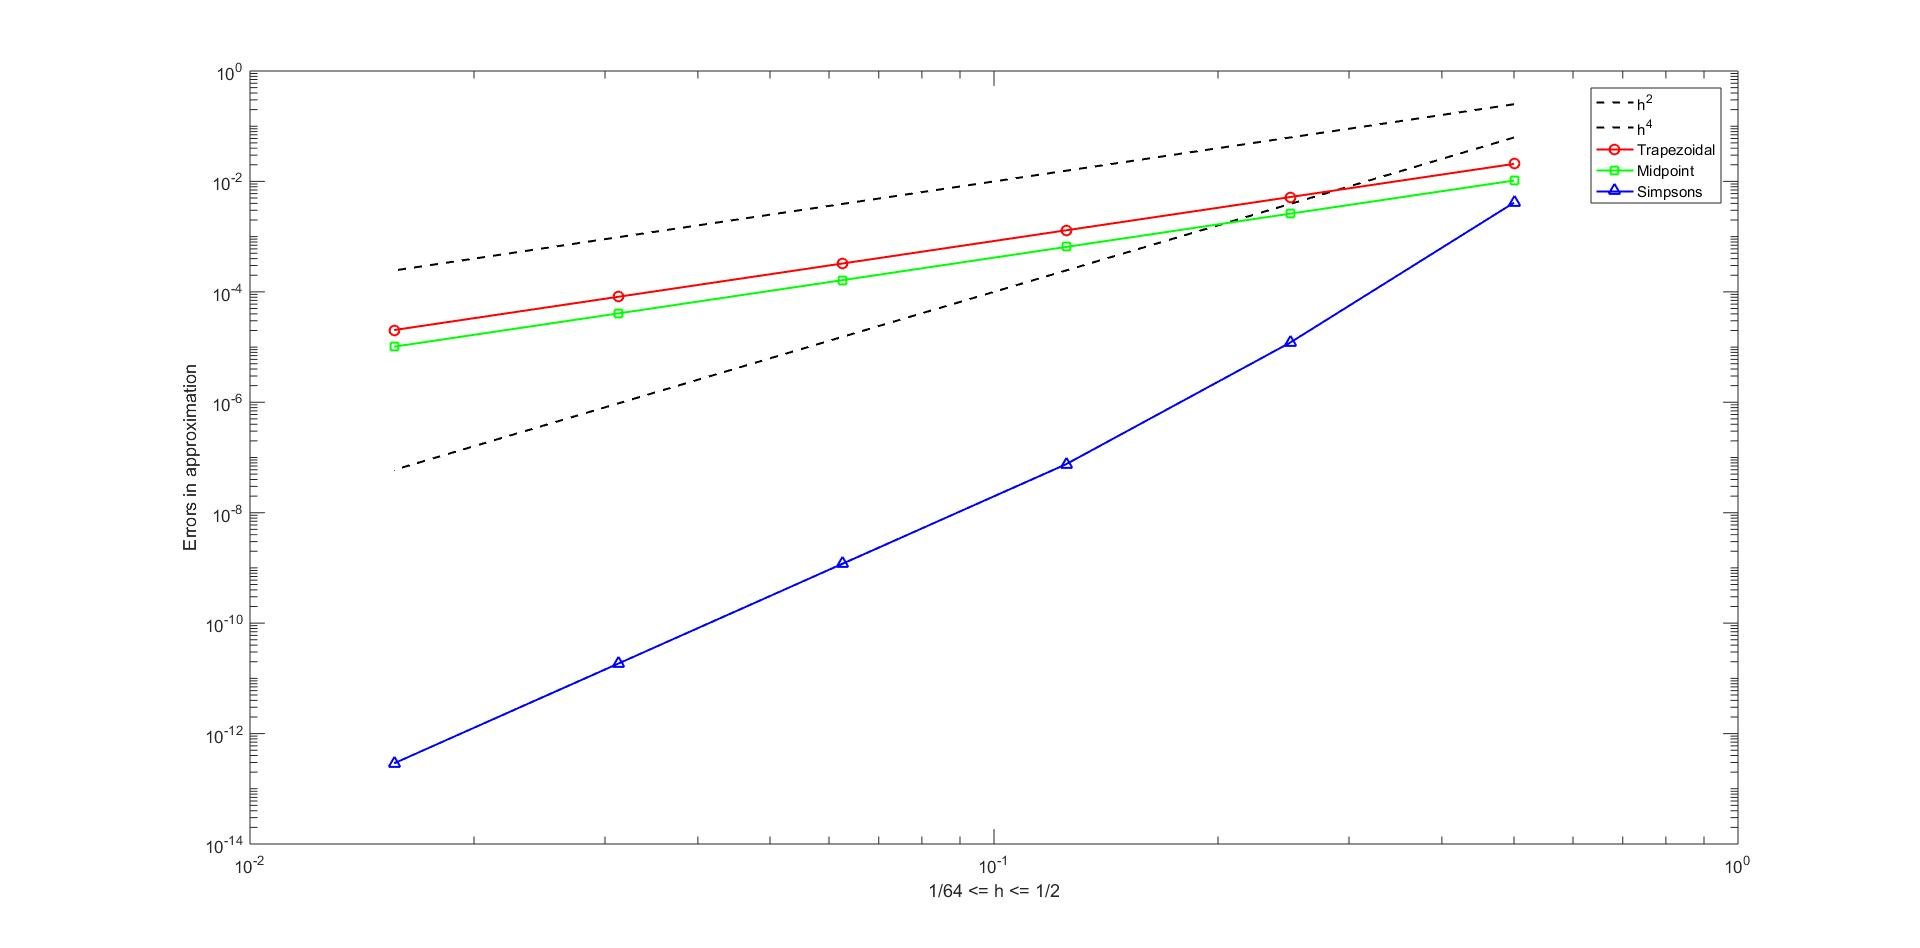 10^0
10^-2
10^-4
10^-6
10^-8
10^-10
10^-12
10^-14
Errors in approximation
10^-2
10^-1
10^0
1/64 <= h <= 1/2
h^2
h^4
Trapezoidal
Midpoint
Simpsons